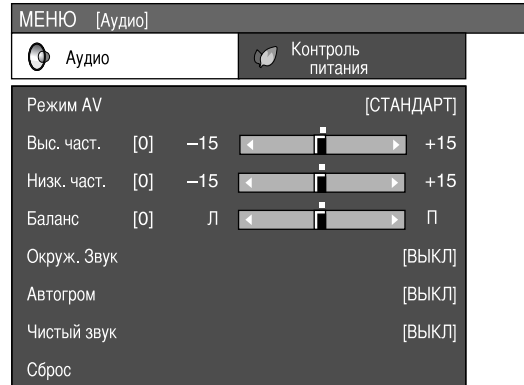 МЕНЮ [Аудио]
Аудио
Контроль
питания
Режим AV [СТАНДАРТ]
Выс. част. [0] –15 +15
Низк. част. [0] –15 +15
Баланс [0] Л П
Окруж. Звук [ВЫКЛ]
Автогром [ВЫКЛ]
Чистый звук [ВЫКЛ]
Сброс